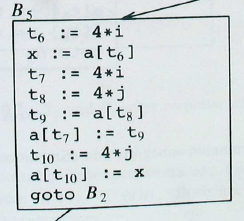 B₅
t₆ := 4*i
x := a[t₆]
t₇ := 4*i
t₈ := 4*j
t₉ := a[t₈]
a[t₇] := t₉
t₁₀ := 4*j
a[t₁₀] := x
goto B₂